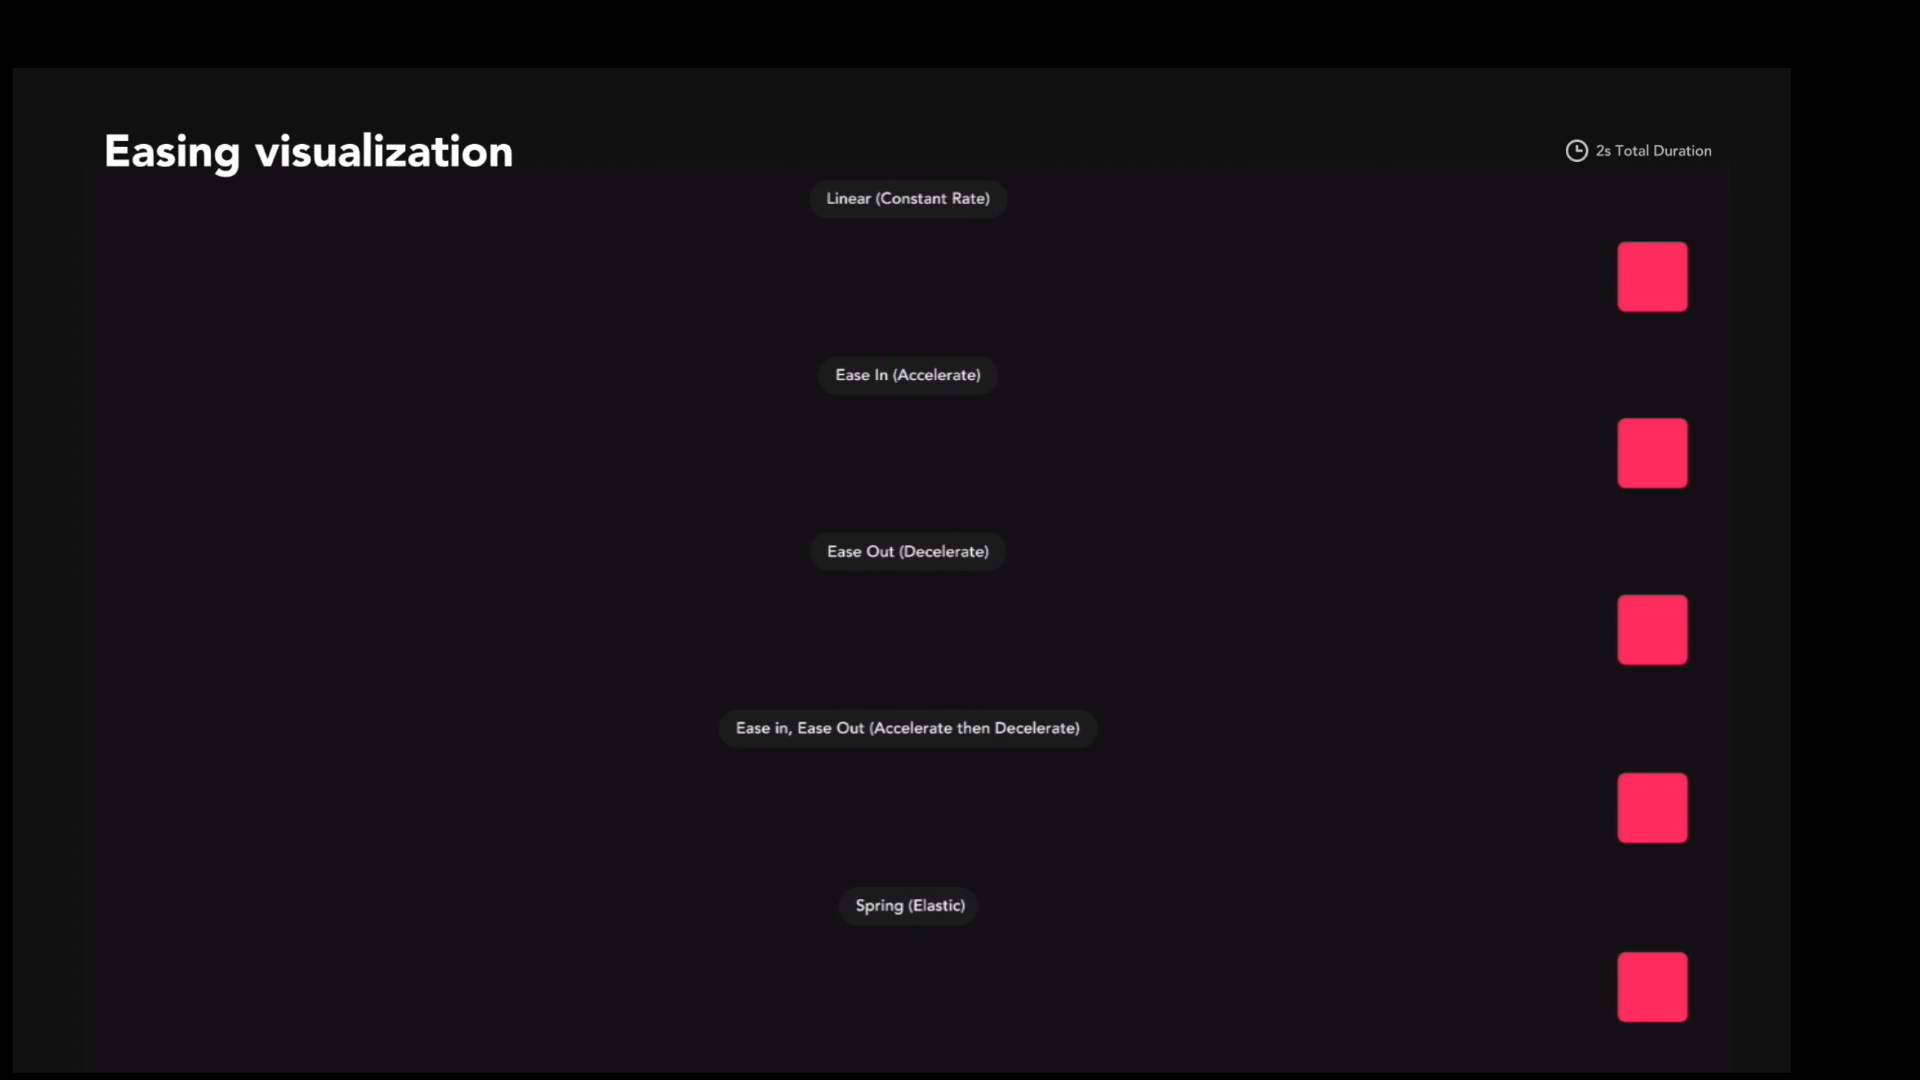 Easing visualization
2s Total Duration
Linear (Constant Rate)
Ease In (Accelerate)
Ease Out (Decelerate)
Ease in, Ease Out (Accelerate then Decelerate)
Spring (Elastic)